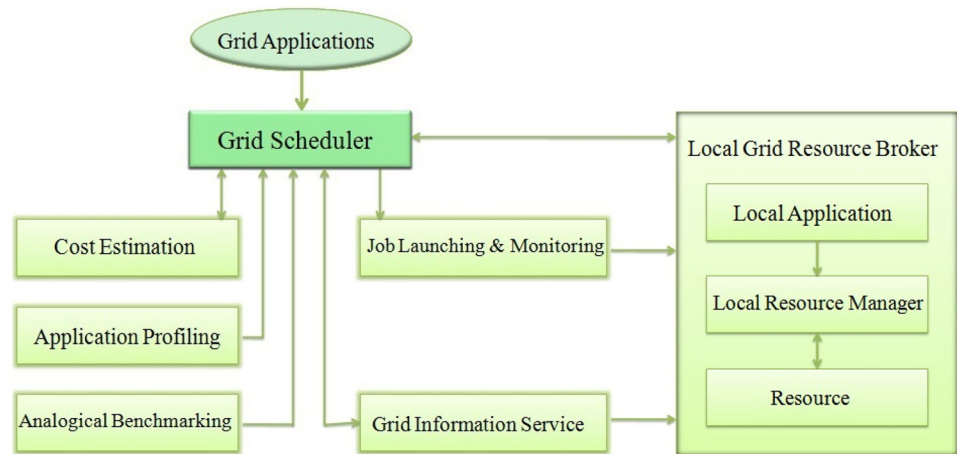 Grid Applications
Grid Scheduler
Local Grid Resource Broker
Local Application
Cost Estimation
Job Launching & Monitoring
Local Resource Manager
Application Profiling
Resource
Analogical Benchmarking
Grid Information Service